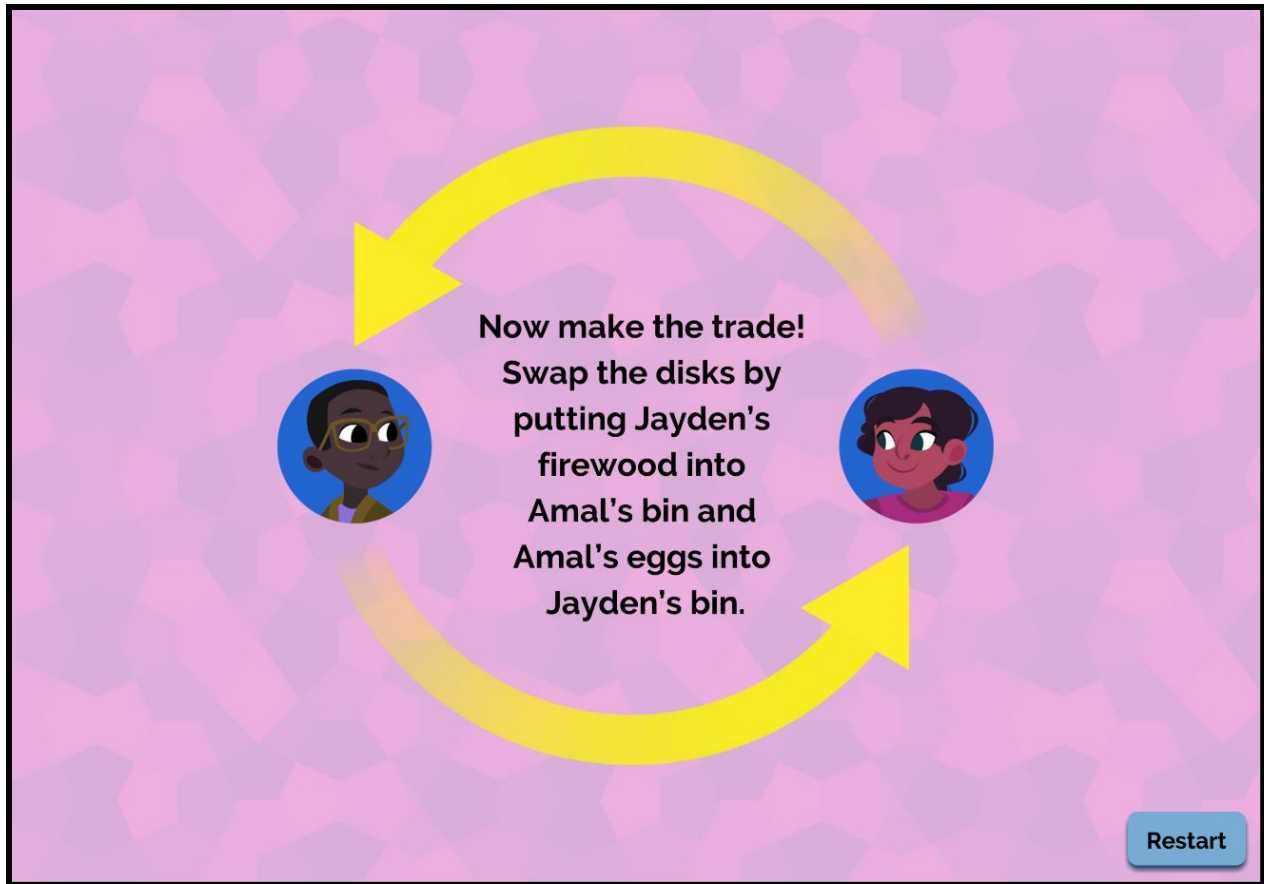 Now make the trade!
Swap the disks by
putting Jayden’s
firewood into
Amal’s bin and
Amal’s eggs into
Jayden’s bin.
Restart